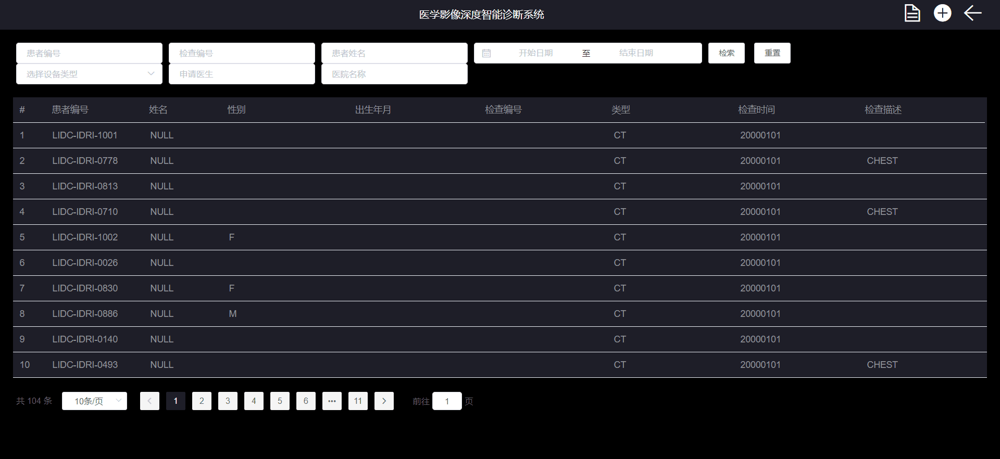 医学影像深度智能诊断系统
患者编号 检查编号 患者姓名 开始日期 至 结束日期 检索 重置
选择设备类型 申请医生 医院名称
# 患者编号 姓名 性别 出生年月 检查编号 类型 检查时间 检查描述
1 LIDC-IDRI-1001 NULL CT 20000101
2 LIDC-IDRI-0778 NULL CT 20000101 CHEST
3 LIDC-IDRI-0813 NULL CT 20000101
4 LIDC-IDRI-0710 NULL CT 20000101 CHEST
5 LIDC-IDRI-1002 NULL F CT 20000101
6 LIDC-IDRI-0026 NULL CT 20000101
7 LIDC-IDRI-0830 NULL F CT 20000101
8 LIDC-IDRI-0886 NULL M CT 20000101
9 LIDC-IDRI-0140 NULL CT 20000101
10 LIDC-IDRI-0493 NULL CT 20000101 CHEST
共 104 条 10条/页 1 2 3 4 5 6 ••• 11 前往 1 页